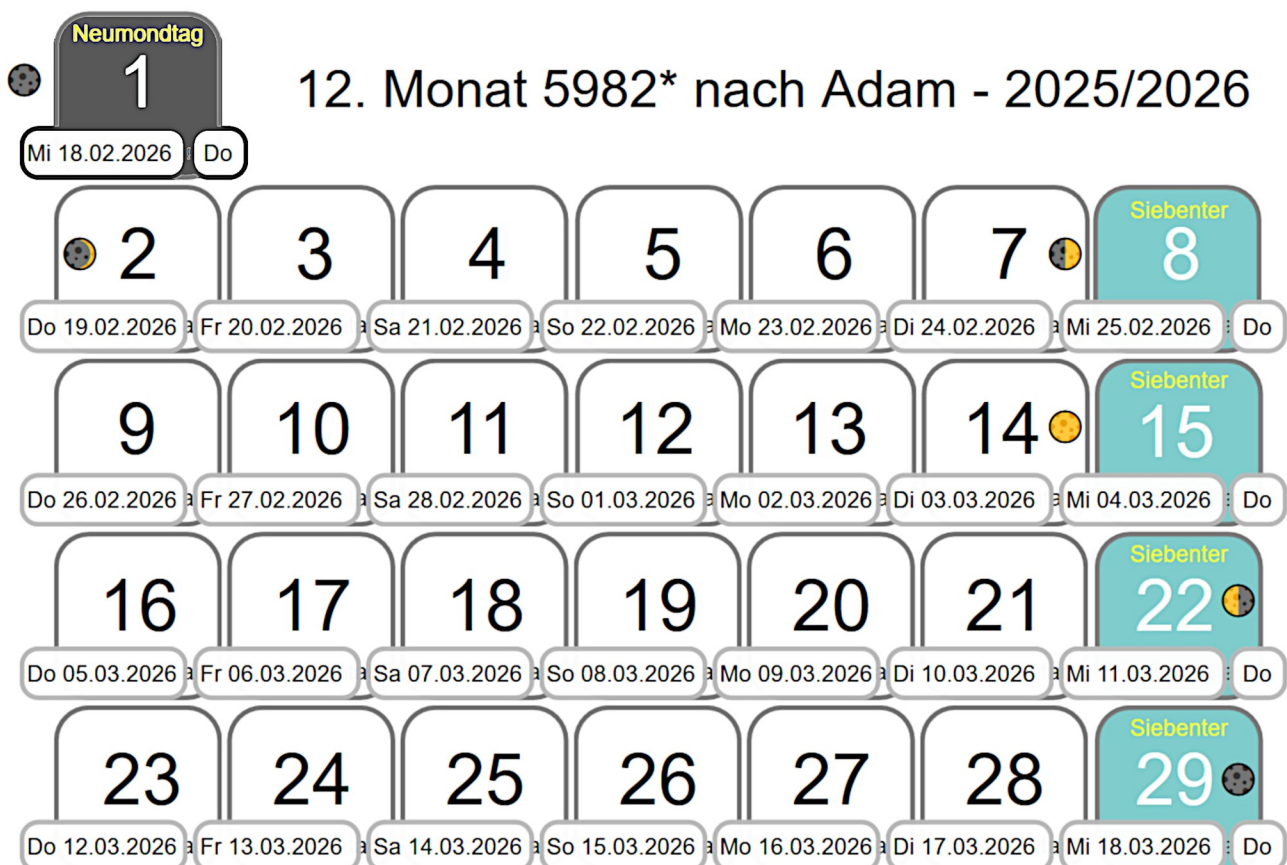 Neumondtag
1
12. Monat 5982* nach Adam - 2025/2026
Mi 18.02.2026 Do
Siebenter
2 3 4 5 6 7 8
Do 19.02.2026 Fr 20.02.2026 Sa 21.02.2026 So 22.02.2026 Mo 23.02.2026 Di 24.02.2026 Mi 25.02.2026 Do
Siebenter
9 10 11 12 13 14 15
Do 26.02.2026 Fr 27.02.2026 Sa 28.02.2026 So 01.03.2026 Mo 02.03.2026 Di 03.03.2026 Mi 04.03.2026 Do
Siebenter
16 17 18 19 20 21 22
Do 05.03.2026 Fr 06.03.2026 Sa 07.03.2026 So 08.03.2026 Mo 09.03.2026 Di 10.03.2026 Mi 11.03.2026 Do
Siebenter
23 24 25 26 27 28 29
Do 12.03.2026 Fr 13.03.2026 Sa 14.03.2026 So 15.03.2026 Mo 16.03.2026 Di 17.03.2026 Mi 18.03.2026 Do